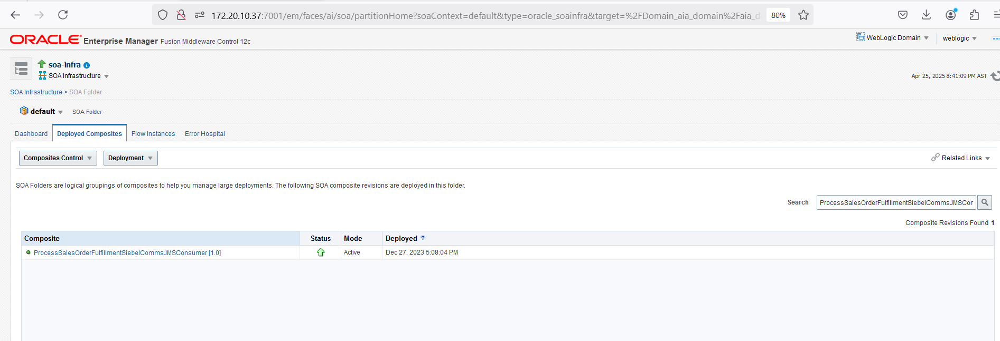 172.20.10.37:7001/em/faces/ai/soa/partitionHome?soaContext=default&type=oracle_soainfra&target=%2FDomain_aia_domain%2Faia_d
80%
ORACLE Enterprise Manager Fusion Middleware Control 12c
WebLogic Domain
weblogic
soa-infra
SOA Infrastructure
Apr 25, 2025 8:41:09 PM AST
SOA Infrastructure > SOA Folder
default SOA Folder
Dashboard Deployed Composites Flow Instances Error Hospital
Composites Control Deployment
Related Links
SOA Folders are logical groupings of composites to help you manage large deployments. The following SOA composite revisions are deployed in this folder.
Search ProcessSalesOrderFulfillmentSiebelCommsJMSCon
Composite Revisions Found 1
Composite Status Mode Deployed ?
ProcessSalesOrderFulfillmentSiebelCommsJMSConsumer [1.0] Active Dec 27, 2023 5:08:04 PM